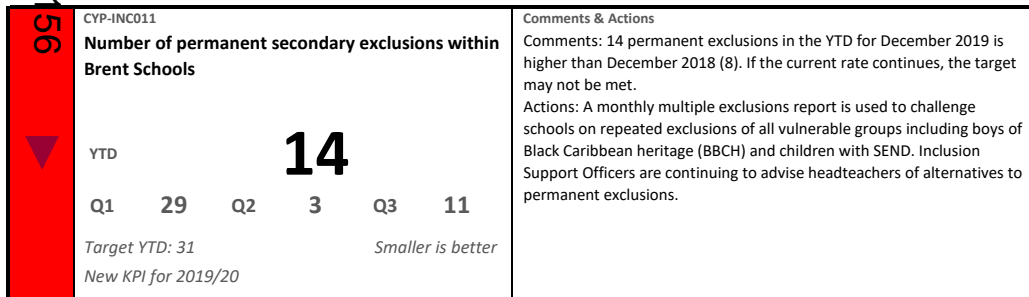 156
CYP-INC011
Number of permanent secondary exclusions within
Brent Schools
YTD 14
Q1 29 Q2 3 Q3 11
Target YTD: 31 Smaller is better
New KPI for 2019/20
Comments & Actions
Comments: 14 permanent exclusions in the YTD for December 2019 is
higher than December 2018 (8). If the current rate continues, the target
may not be met.
Actions: A monthly multiple exclusions report is used to challenge
schools on repeated exclusions of all vulnerable groups including boys of
Black Caribbean heritage (BBCH) and children with SEND. Inclusion
Support Officers are continuing to advise headteachers of alternatives to
permanent exclusions.